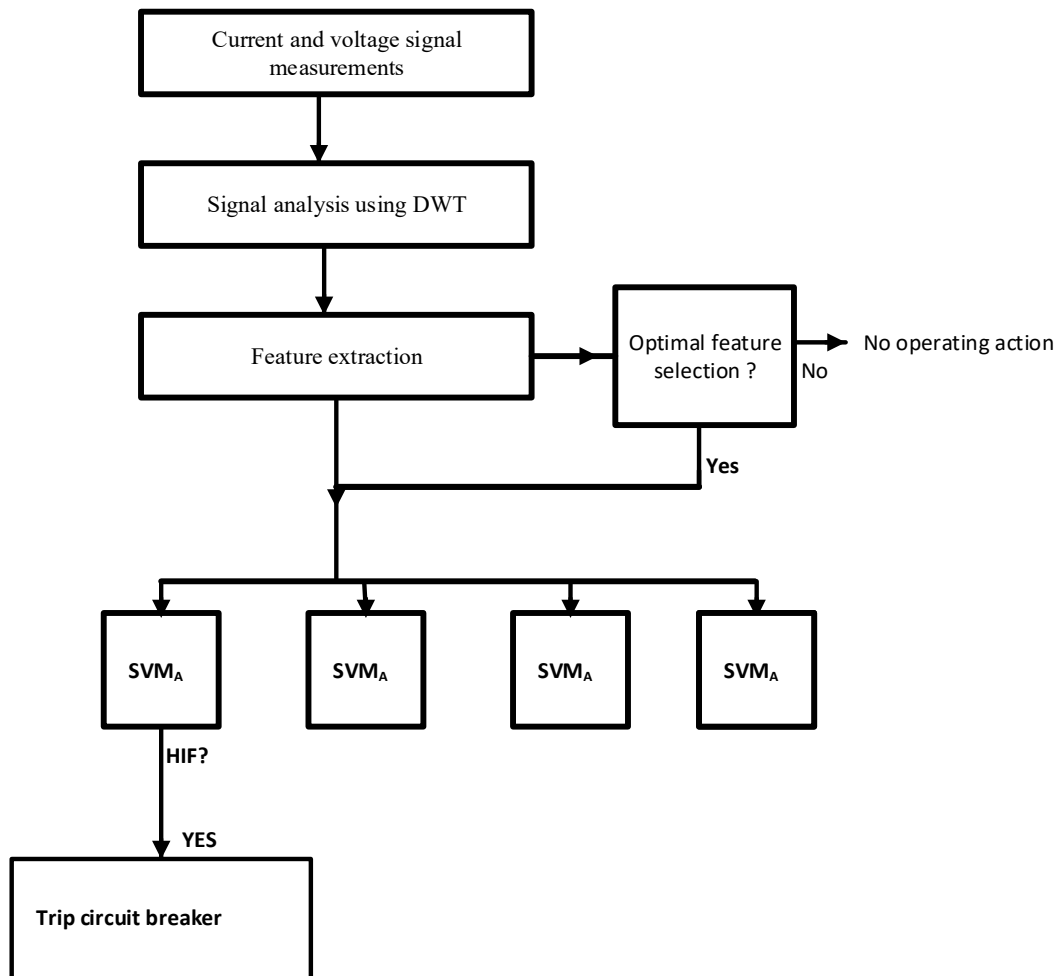 Current and voltage signal
measurements
Signal analysis using DWT
Feature extraction
Optimal feature
selection ?
No operating action
No
Yes
SVMA
SVMA
SVMA
SVMA
HIF?
YES
Trip circuit breaker